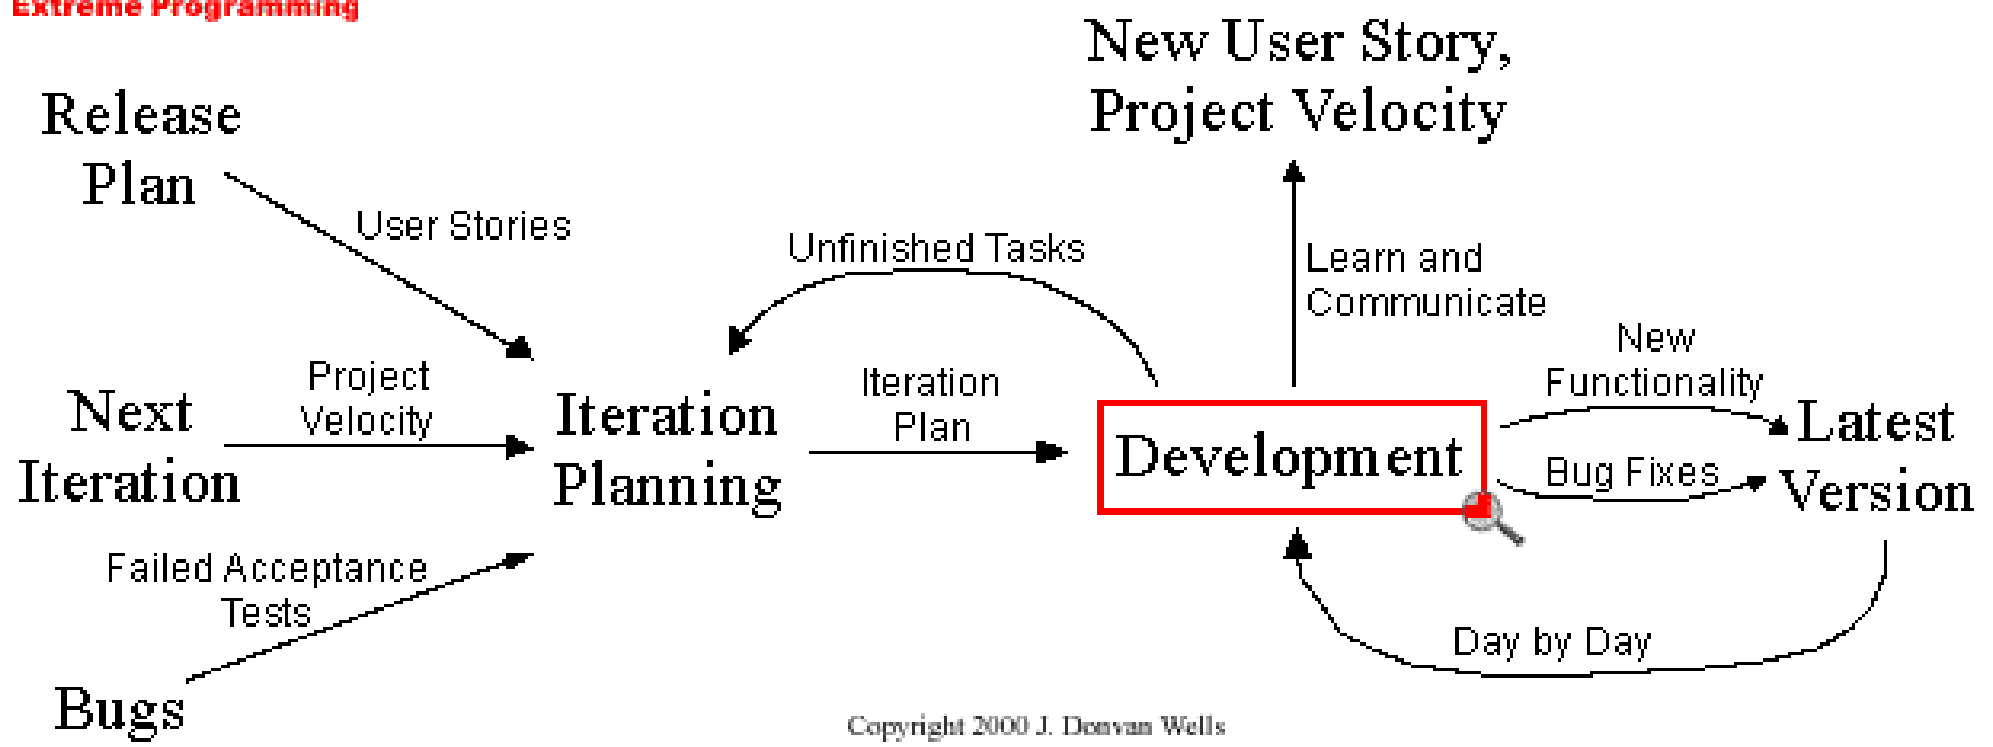 Extreme Programming
New User Story,
Project Velocity
Release
Plan
User Stories
Unfinished Tasks
Learn and
Communicate
New
Functionality
Project
Velocity
Iteration
Plan
Next
Iteration
Iteration
Planning
Development
Latest
Version
Bug Fixes
Failed Acceptance
Tests
Day by Day
Bugs
Copyright 2000 J. Donvan Wells